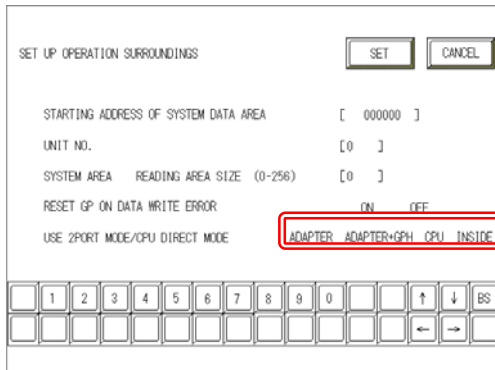 SET UP OPERATION SURROUNDINGS SET CANCEL
STARTING ADDRESS OF SYSTEM DATA AREA [ 000000 ]
UNIT NO. [0 ]
SYSTEM AREA READING AREA SIZE (0-256) [0 ]
RESET GP ON DATA WRITE ERROR ON OFF
USE 2PORT MODE/CPU DIRECT MODE ADAPTER ADAPTER+GPH CPU INSIDE
1 2 3 4 5 6 7 8 9 0 ↑ ↓ BS
← →